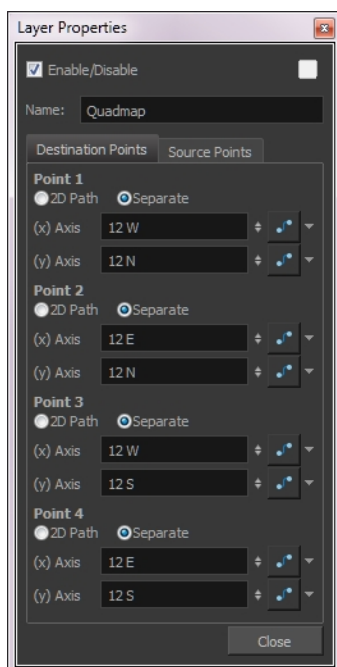 Layer Properties
Enable/Disable
Name: Quadmap
Destination Points Source Points
Point 1
2D Path Separate
(x) Axis 12 W
(y) Axis 12 N
Point 2
2D Path Separate
(x) Axis 12 E
(y) Axis 12 N
Point 3
2D Path Separate
(x) Axis 12 W
(y) Axis 12 S
Point 4
2D Path Separate
(x) Axis 12 E
(y) Axis 12 S
Close